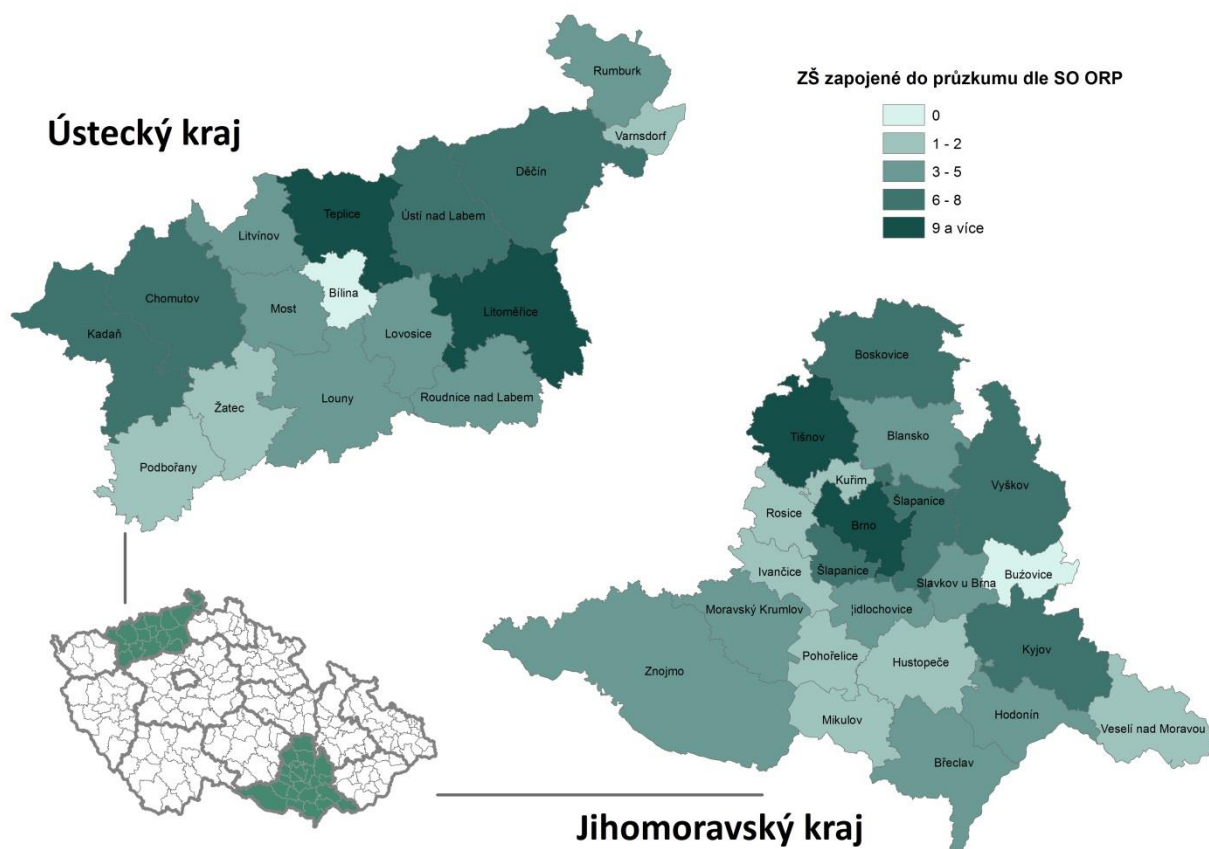 Ústecký kraj
Rumburk
Varnsdorf
Děčín
Teplice
Ústí nad Labem
Litvínov
Bílina
Chomutov
Most
Litoměřice
Kadaň
Lovosice
Louny
Roudnice nad Labem
Žatec
Podbořany
ZŠ zapojené do průzkumu dle SO ORP
0
1 - 2
3 - 5
6 - 8
9 a více
Boskovice
Tišnov
Blansko
Kuřim
Vyškov
Šlapanice
Rosice
Brno
Ivančice
Šlapanice
Slavkov u Brna
Buźovice
Moravský Krumlov
¦idlochovice
Pohořelice
Hustopeče
Kyjov
Znojmo
Mikulov
Hodonín
Veselí nad Moravou
Břeclav
Jihomoravský kraj